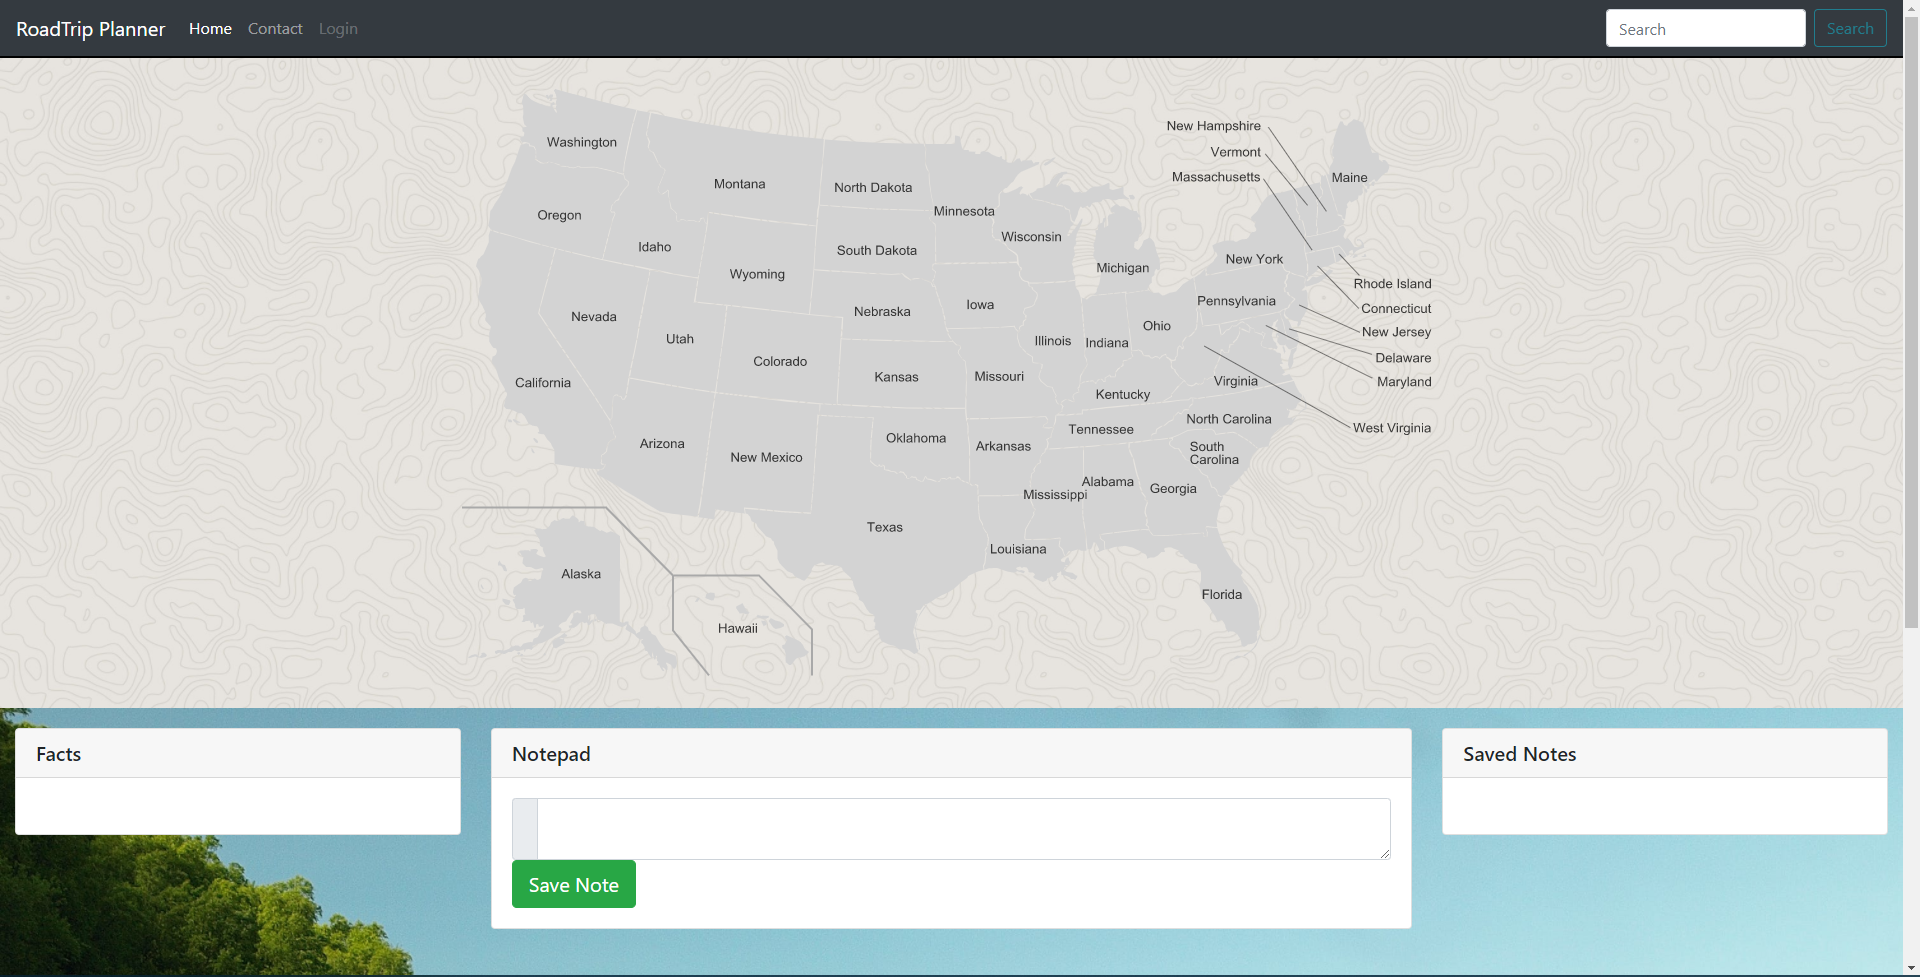 RoadTrip Planner Home Contact Login Search Search
New Hampshire
Washington
Vermont
Massachusetts
Maine
Montana
North Dakota
Minnesota
Oregon
Wisconsin
Idaho
South Dakota
New York
Michigan
Wyoming
Rhode Island
Pennsylvania
Iowa
Connecticut
Nebraska
Nevada
Ohio
New Jersey
Utah
Illinois
Indiana
Delaware
Colorado
Kansas
Missouri
Virginia
Maryland
California
Kentucky
North Carolina
West Virginia
Tennessee
Oklahoma
Arizona
Arkansas
South
Carolina
New Mexico
Alabama
Georgia
Mississippi
Texas
Louisiana
Alaska
Florida
Hawaii
Facts
Notepad
Saved Notes
Save Note